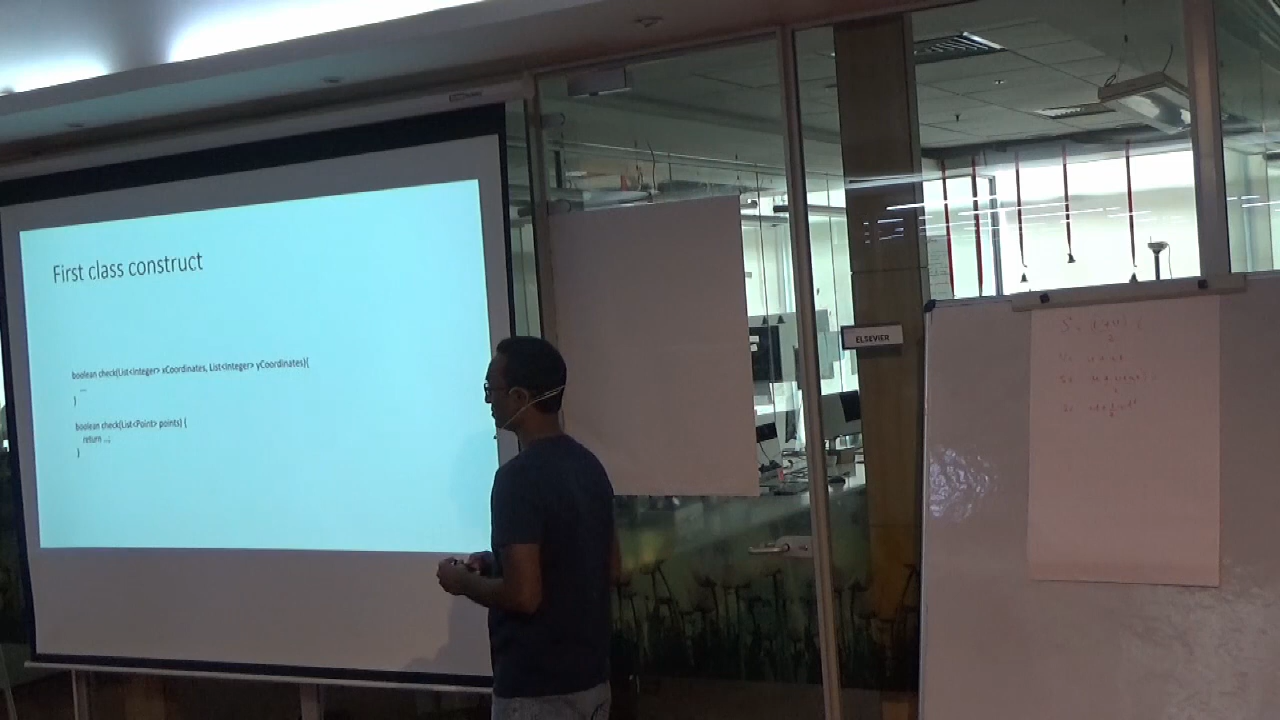 First class construct
boolean check(List<Integer> xCoordinates, List<Integer> yCoordinates){
...
}
boolean check(List<Point> points) {
return ...;
}
ELSEVIER